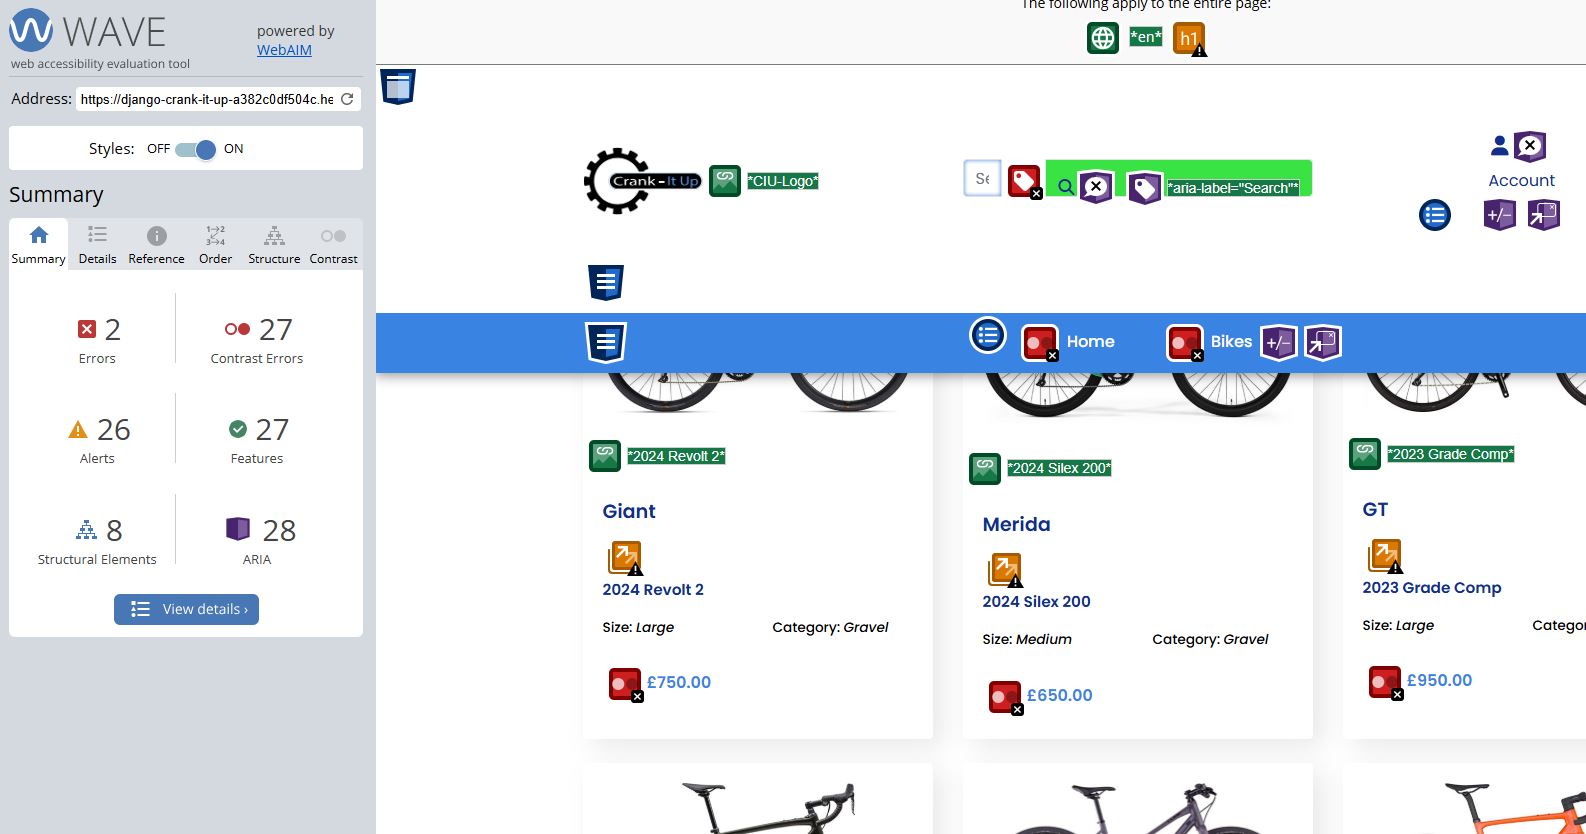 WAVE
powered by
WebAIM
web accessibility evaluation tool
Address: https://django-crank-it-up-a382c0df504c.he
Styles: OFF ON
Summary
Summary Details Reference Order Structure Contrast
2 27
Errors Contrast Errors
26 27
Alerts Features
8 28
Structural Elements ARIA
View details ›
The following apply to the entire page:
*en* h1
Crank-It Up *CIU-Logo* Se *aria-label="Search"*
Account
+/-
Home Bikes +/-
*2024 Revolt 2* *2024 Silex 200* *2023 Grade Comp*
Giant
2024 Revolt 2
Size: Large Category: Gravel
£750.00
Merida
2024 Silex 200
Size: Medium Category: Gravel
£650.00
GT
2023 Grade Comp
Size: Large Catego
£950.00